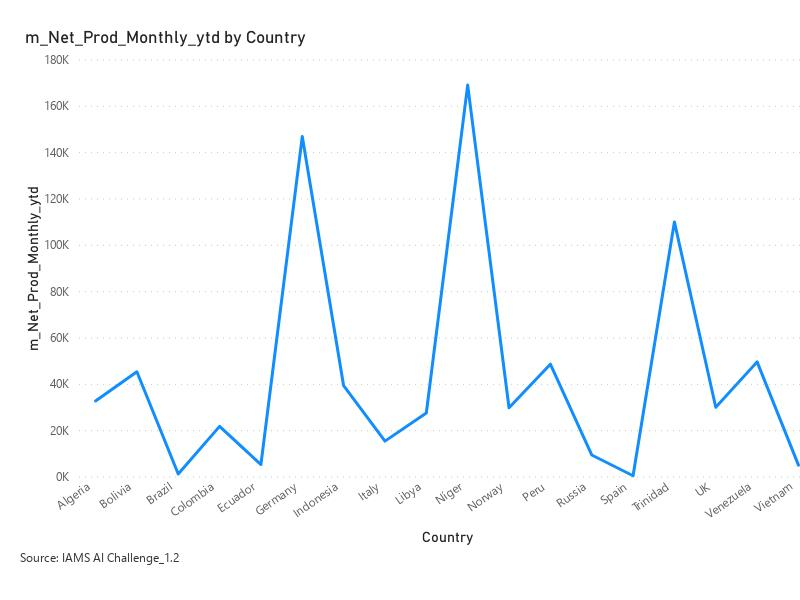 m_Net_Prod_Monthly_ytd by Country
180K
160K
140K
120K
100K
80K
60K
40K
20K
0K
m_Net_Prod_Monthly_ytd
Algeria
Bolivia
Brazil
Colombia
Ecuador
Germany
Indonesia
Italy
Libya
Niger
Norway
Peru
Russia
Spain
Trinidad
UK
Venezuela
Vietnam
Country
Source: IAMS AI Challenge_1.2